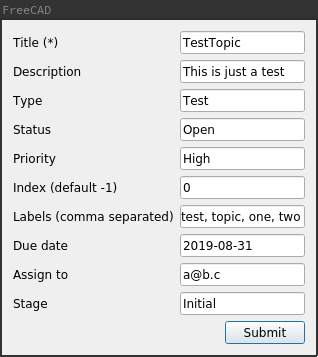 FreeCAD
Title (*) TestTopic
Description This is just a test
Type Test
Status Open
Priority High
Index (default -1) 0
Labels (comma separated) test, topic, one, two
Due date 2019-08-31
Assign to a@b.c
Stage Initial
Submit